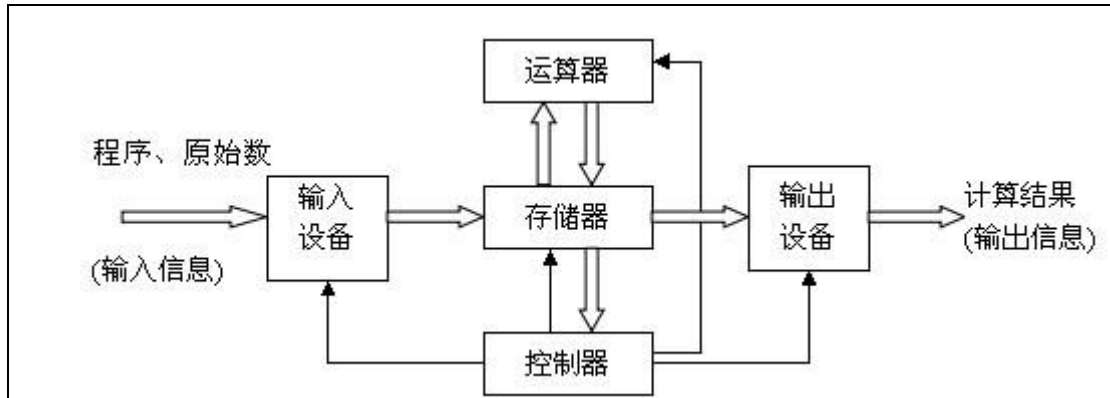 运算器
程序、原始数
输入
设备
存储器
输出
设备
计算结果
(输出信息)
(输入信息)
控制器